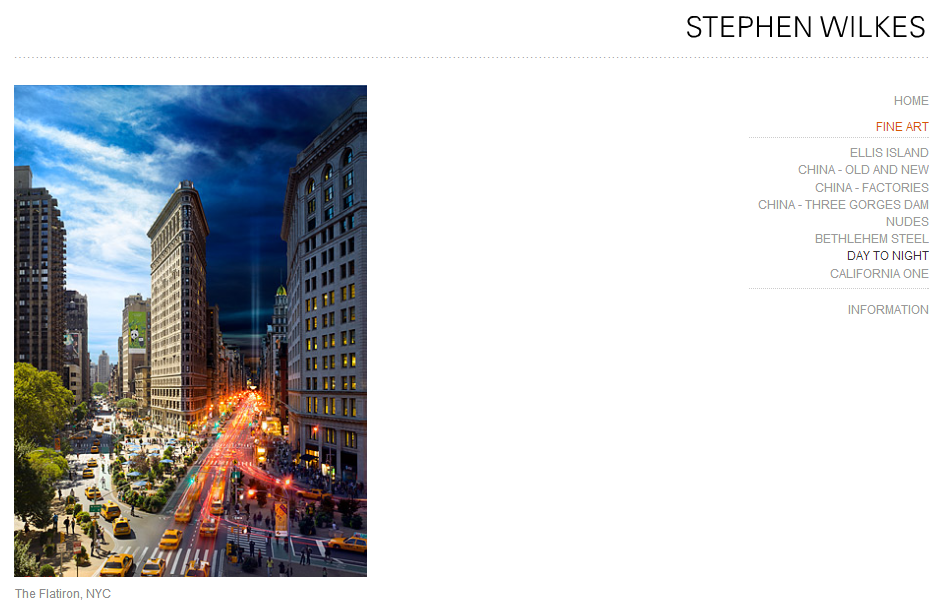 STEPHEN WILKES
HOME
FINE ART
ELLIS ISLAND
CHINA - OLD AND NEW
CHINA - FACTORIES
CHINA - THREE GORGES DAM
NUDES
BETHLEHEM STEEL
DAY TO NIGHT
CALIFORNIA ONE
INFORMATION
The Flatiron, NYC